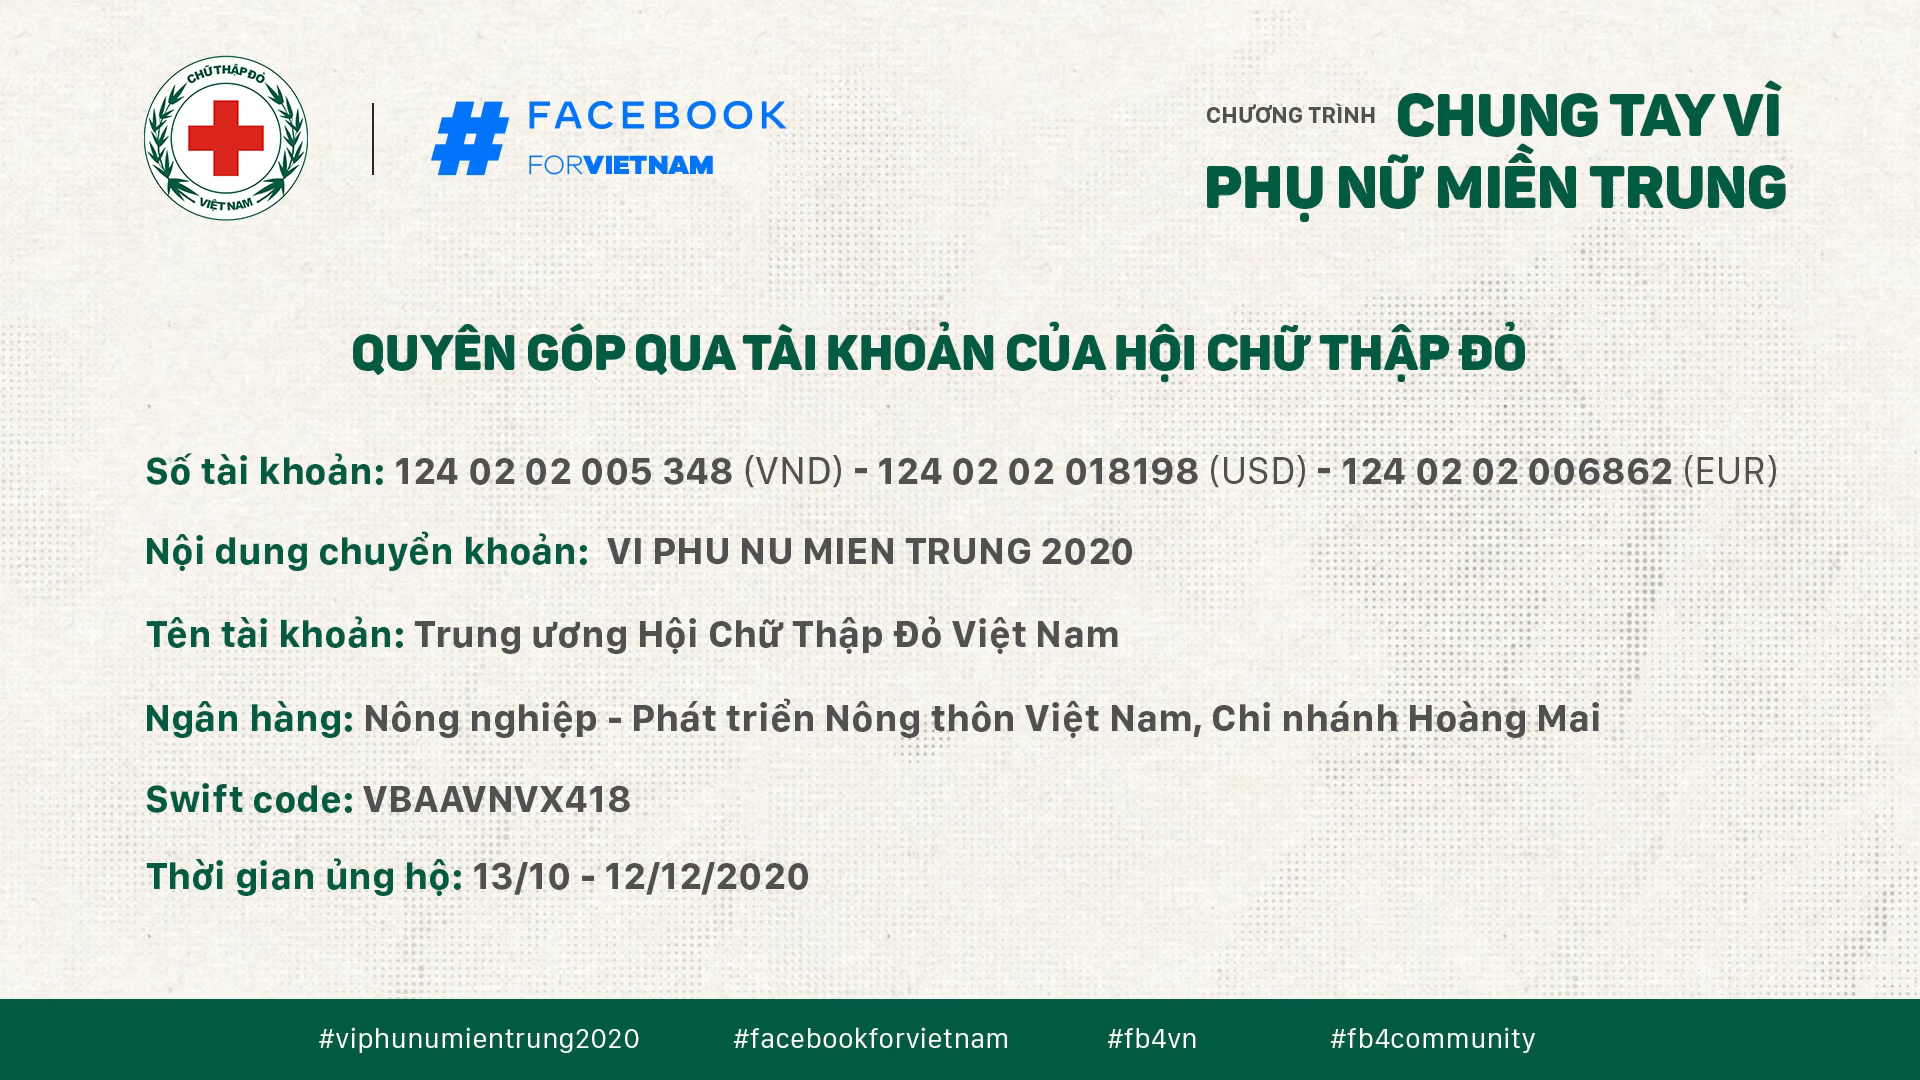 CHỮ THẬP ĐỎ
VIỆT NAM
# FACEBOOK
FORVIETNAM
CHƯƠNG TRÌNH CHUNG TAY VÌ
PHỤ NỮ MIỀN TRUNG
QUYÊN GÓP QUA TÀI KHOẢN CỦA HỘI CHỮ THẬP ĐỎ
Số tài khoản: 124 02 02 005 348 (VND) - 124 02 02 018198 (USD) - 124 02 02 006862 (EUR)
Nội dung chuyển khoản: VI PHU NU MIEN TRUNG 2020
Tên tài khoản: Trung ương Hội Chữ Thập Đỏ Việt Nam
Ngân hàng: Nông nghiệp - Phát triển Nông thôn Việt Nam, Chi nhánh Hoàng Mai
Swift code: VBAAVNVX418
Thời gian ủng hộ: 13/10 - 12/12/2020
#viphunumientrung2020 #facebookforvietnam #fb4vn #fb4community